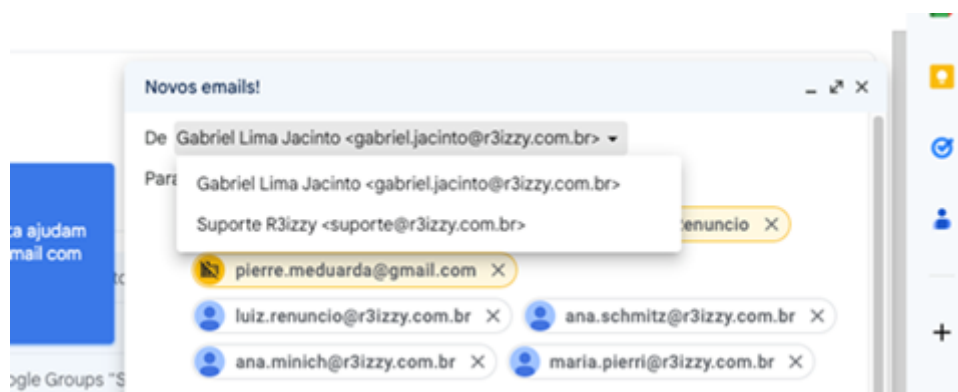 Novos emails!
De Gabriel Lima Jacinto <gabriel.jacinto@r3izzy.com.br>
Para
Gabriel Lima Jacinto <gabriel.jacinto@r3izzy.com.br>
Suporte R3izzy <suporte@r3izzy.com.br>
ta ajudam
mail com
enuncio
pierre.meduarda@gmail.com
luiz.renuncio@r3izzy.com.br ana.schmitz@r3izzy.com.br
ana.minich@r3izzy.com.br maria.pierri@r3izzy.com.br
ogle Groups "S